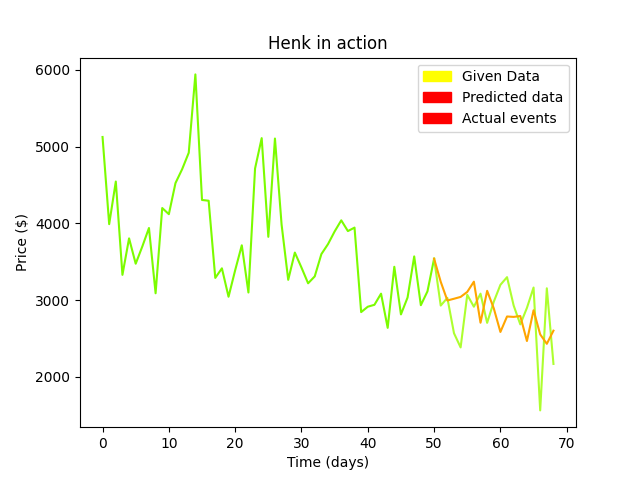 Henk in action
Given Data
Predicted data
Actual events
6000
5000
4000
3000
2000
Price ($)
0 10 20 30 40 50 60 70
Time (days)